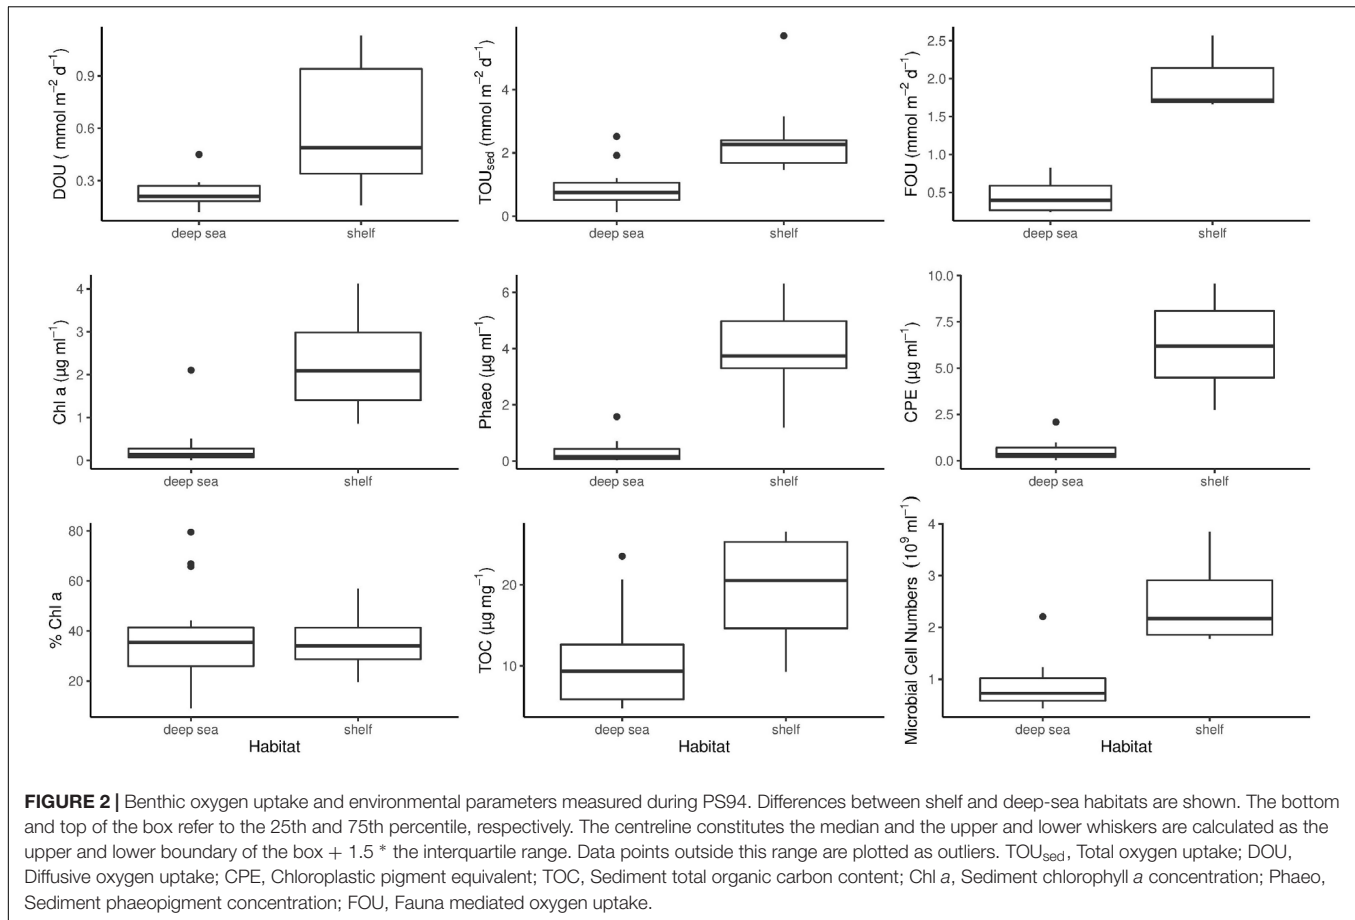 DOU ( mmol m⁻² d⁻¹)
0.9
0.6
0.3
deep sea
shelf
TOUsed (mmol m⁻² d⁻¹)
4
2
0
deep sea
shelf
FOU (mmol m⁻² d⁻¹)
2.5
2.0
1.5
1.0
0.5
deep sea
shelf
Chl a (µg ml⁻¹)
4
3
2
1
0
deep sea
shelf
Phaeo (µg ml⁻¹)
6
4
2
0
deep sea
shelf
CPE (µg ml⁻¹)
10.0
7.5
5.0
2.5
0.0
deep sea
shelf
% Chl a
80
60
40
20
deep sea
shelf
Habitat
TOC (µg mg⁻¹)
20
10
deep sea
shelf
Habitat
Microbial Cell Numbers (10⁹ ml⁻¹)
4
3
2
1
deep sea
shelf
Habitat
FIGURE 2 | Benthic oxygen uptake and environmental parameters measured during PS94. Differences between shelf and deep-sea habitats are shown. The bottom
and top of the box refer to the 25th and 75th percentile, respectively. The centreline constitutes the median and the upper and lower whiskers are calculated as the
upper and lower boundary of the box + 1.5 * the interquartile range. Data points outside this range are plotted as outliers. TOUsed, Total oxygen uptake; DOU,
Diffusive oxygen uptake; CPE, Chloroplastic pigment equivalent; TOC, Sediment total organic carbon content; Chl a, Sediment chlorophyll a concentration; Phaeo,
Sediment phaeopigment concentration; FOU, Fauna mediated oxygen uptake.